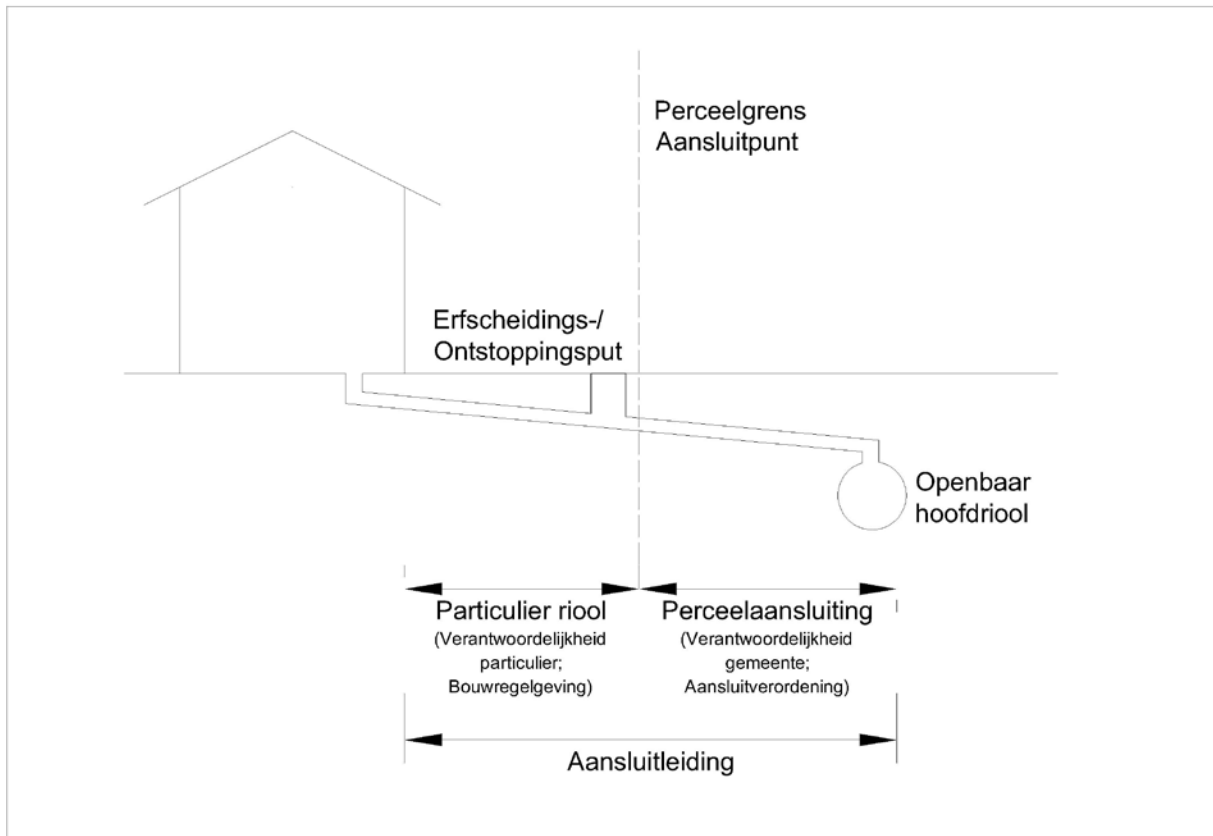 Perceelgrens
Aansluitpunt
Erfscheidings-/
Ontstoppingsput
Openbaar
hoofdriool
Particulier riool
(Verantwoordelijkheid
particulier;
Bouwregelgeving)
Perceelaansluiting
(Verantwoordelijkheid
gemeente;
Aansluitverordening)
Aansluitleiding